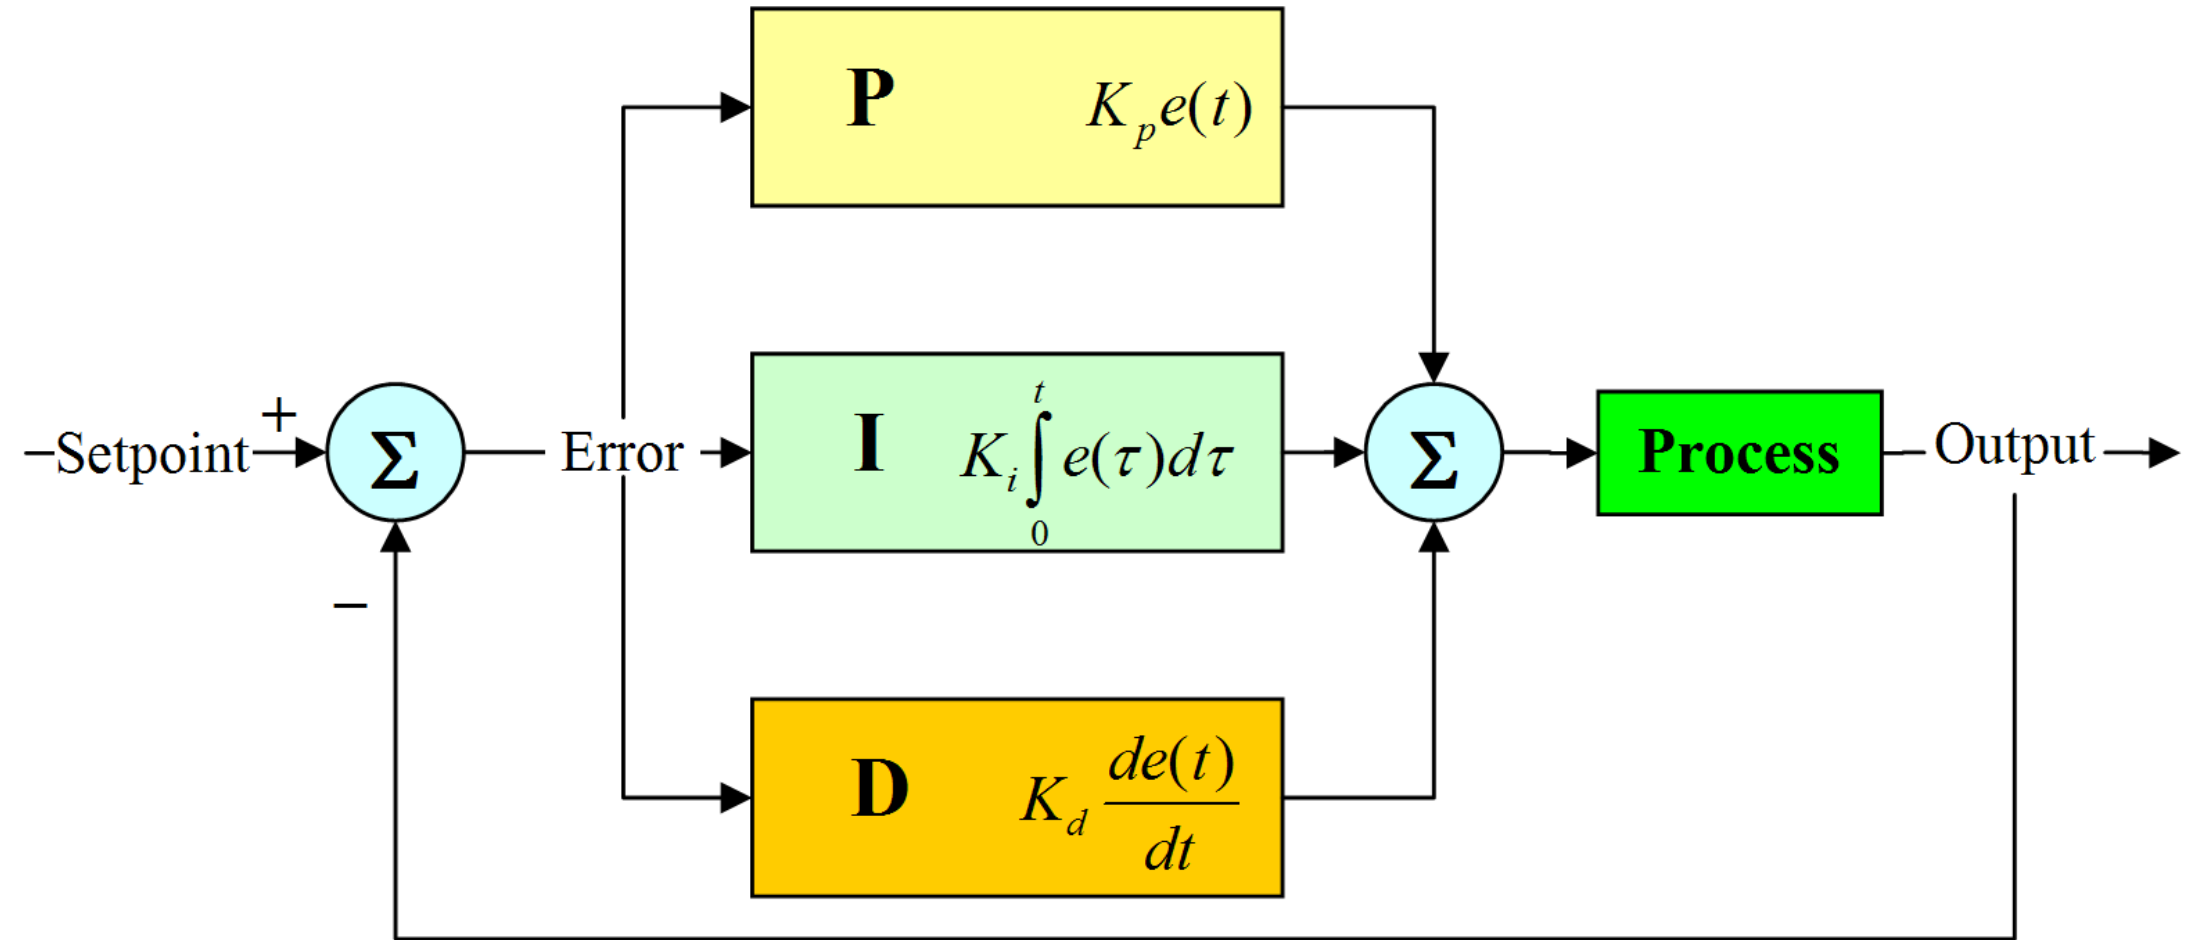 P K_p e(t)
+
–Setpoint
Σ
Error
I K_i ∫_0^t e(τ)dτ
Σ
Process
Output
–
D K_d de(t)/dt